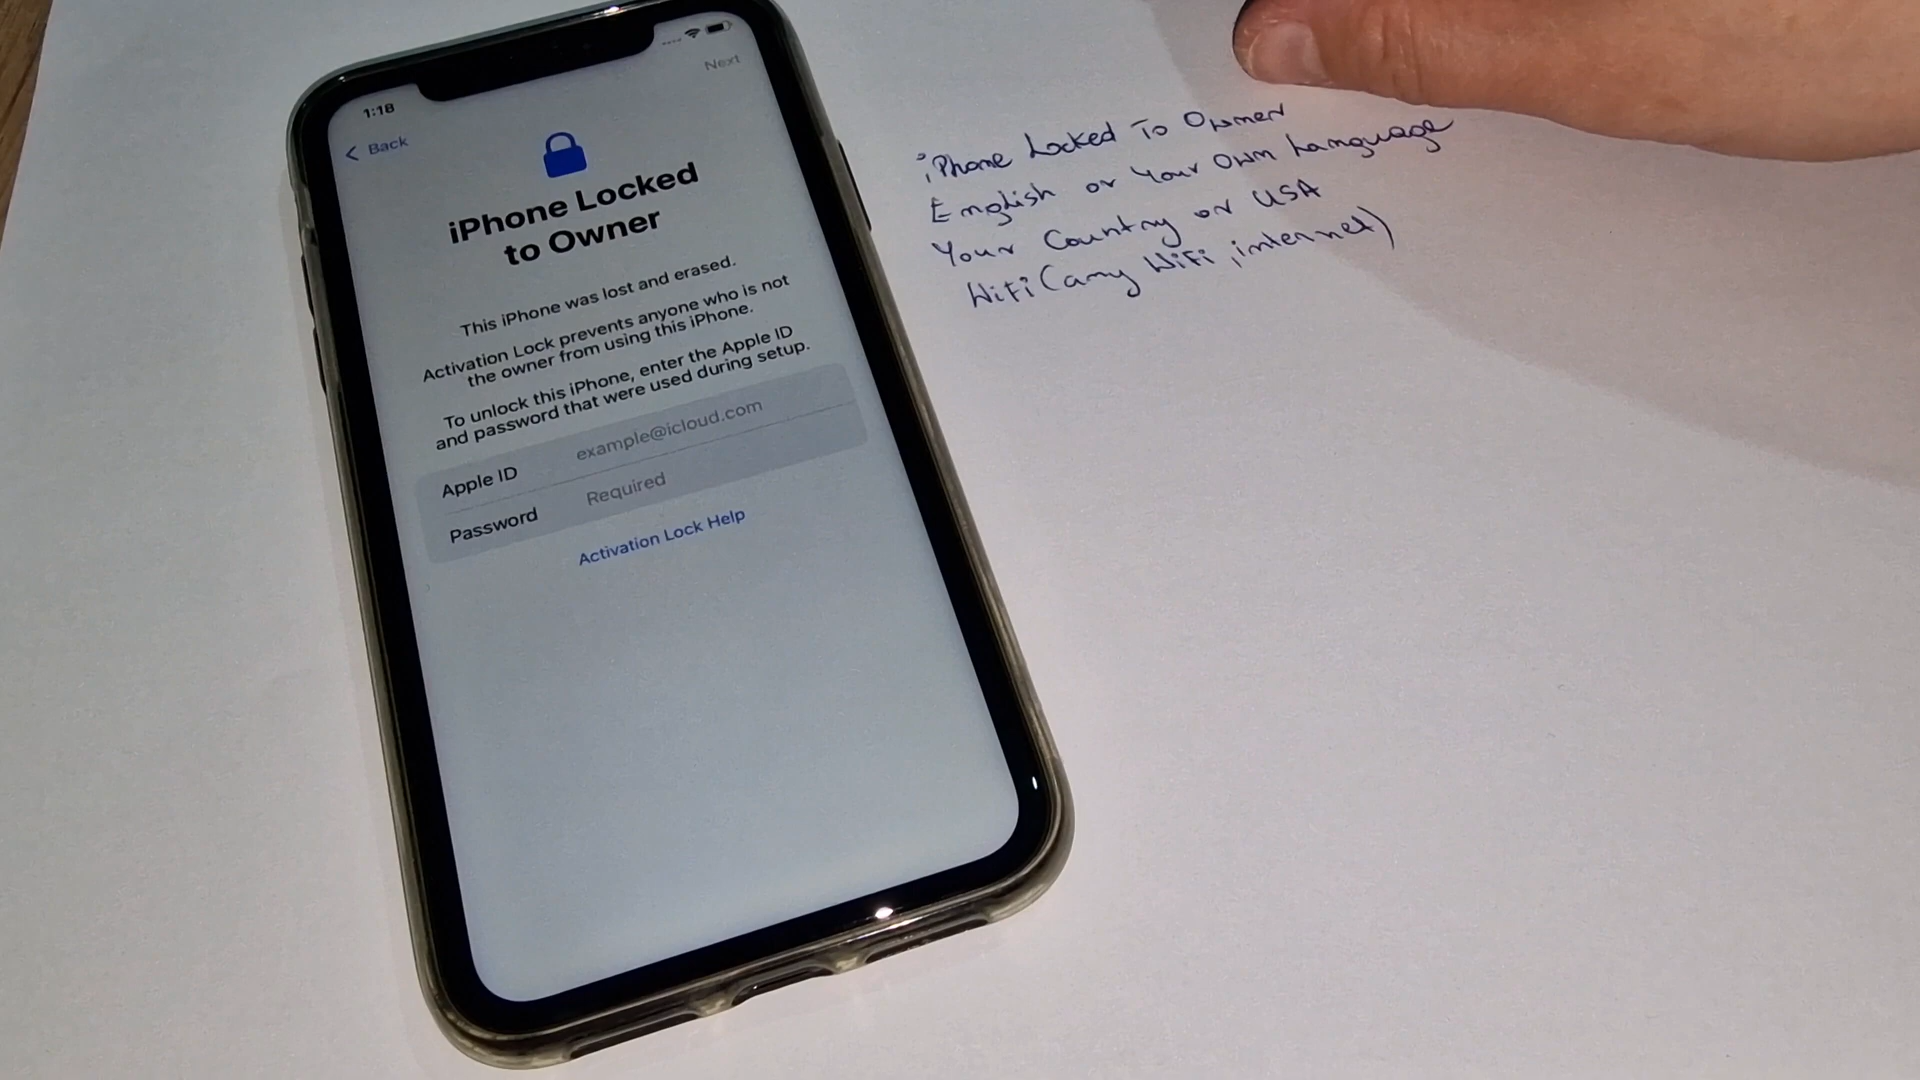 1:18
Next
Back
iPhone Locked
to Owner
This iPhone was lost and erased.
Activation Lock prevents anyone who is not
the owner from using this iPhone.
To unlock this iPhone, enter the Apple ID
and password that were used during setup.
Apple ID example@icloud.com
Password Required
Activation Lock Help
iPhone Locked To Owner
English or Your Own Language
Your Country or USA
WiFi (any WiFi, internet)